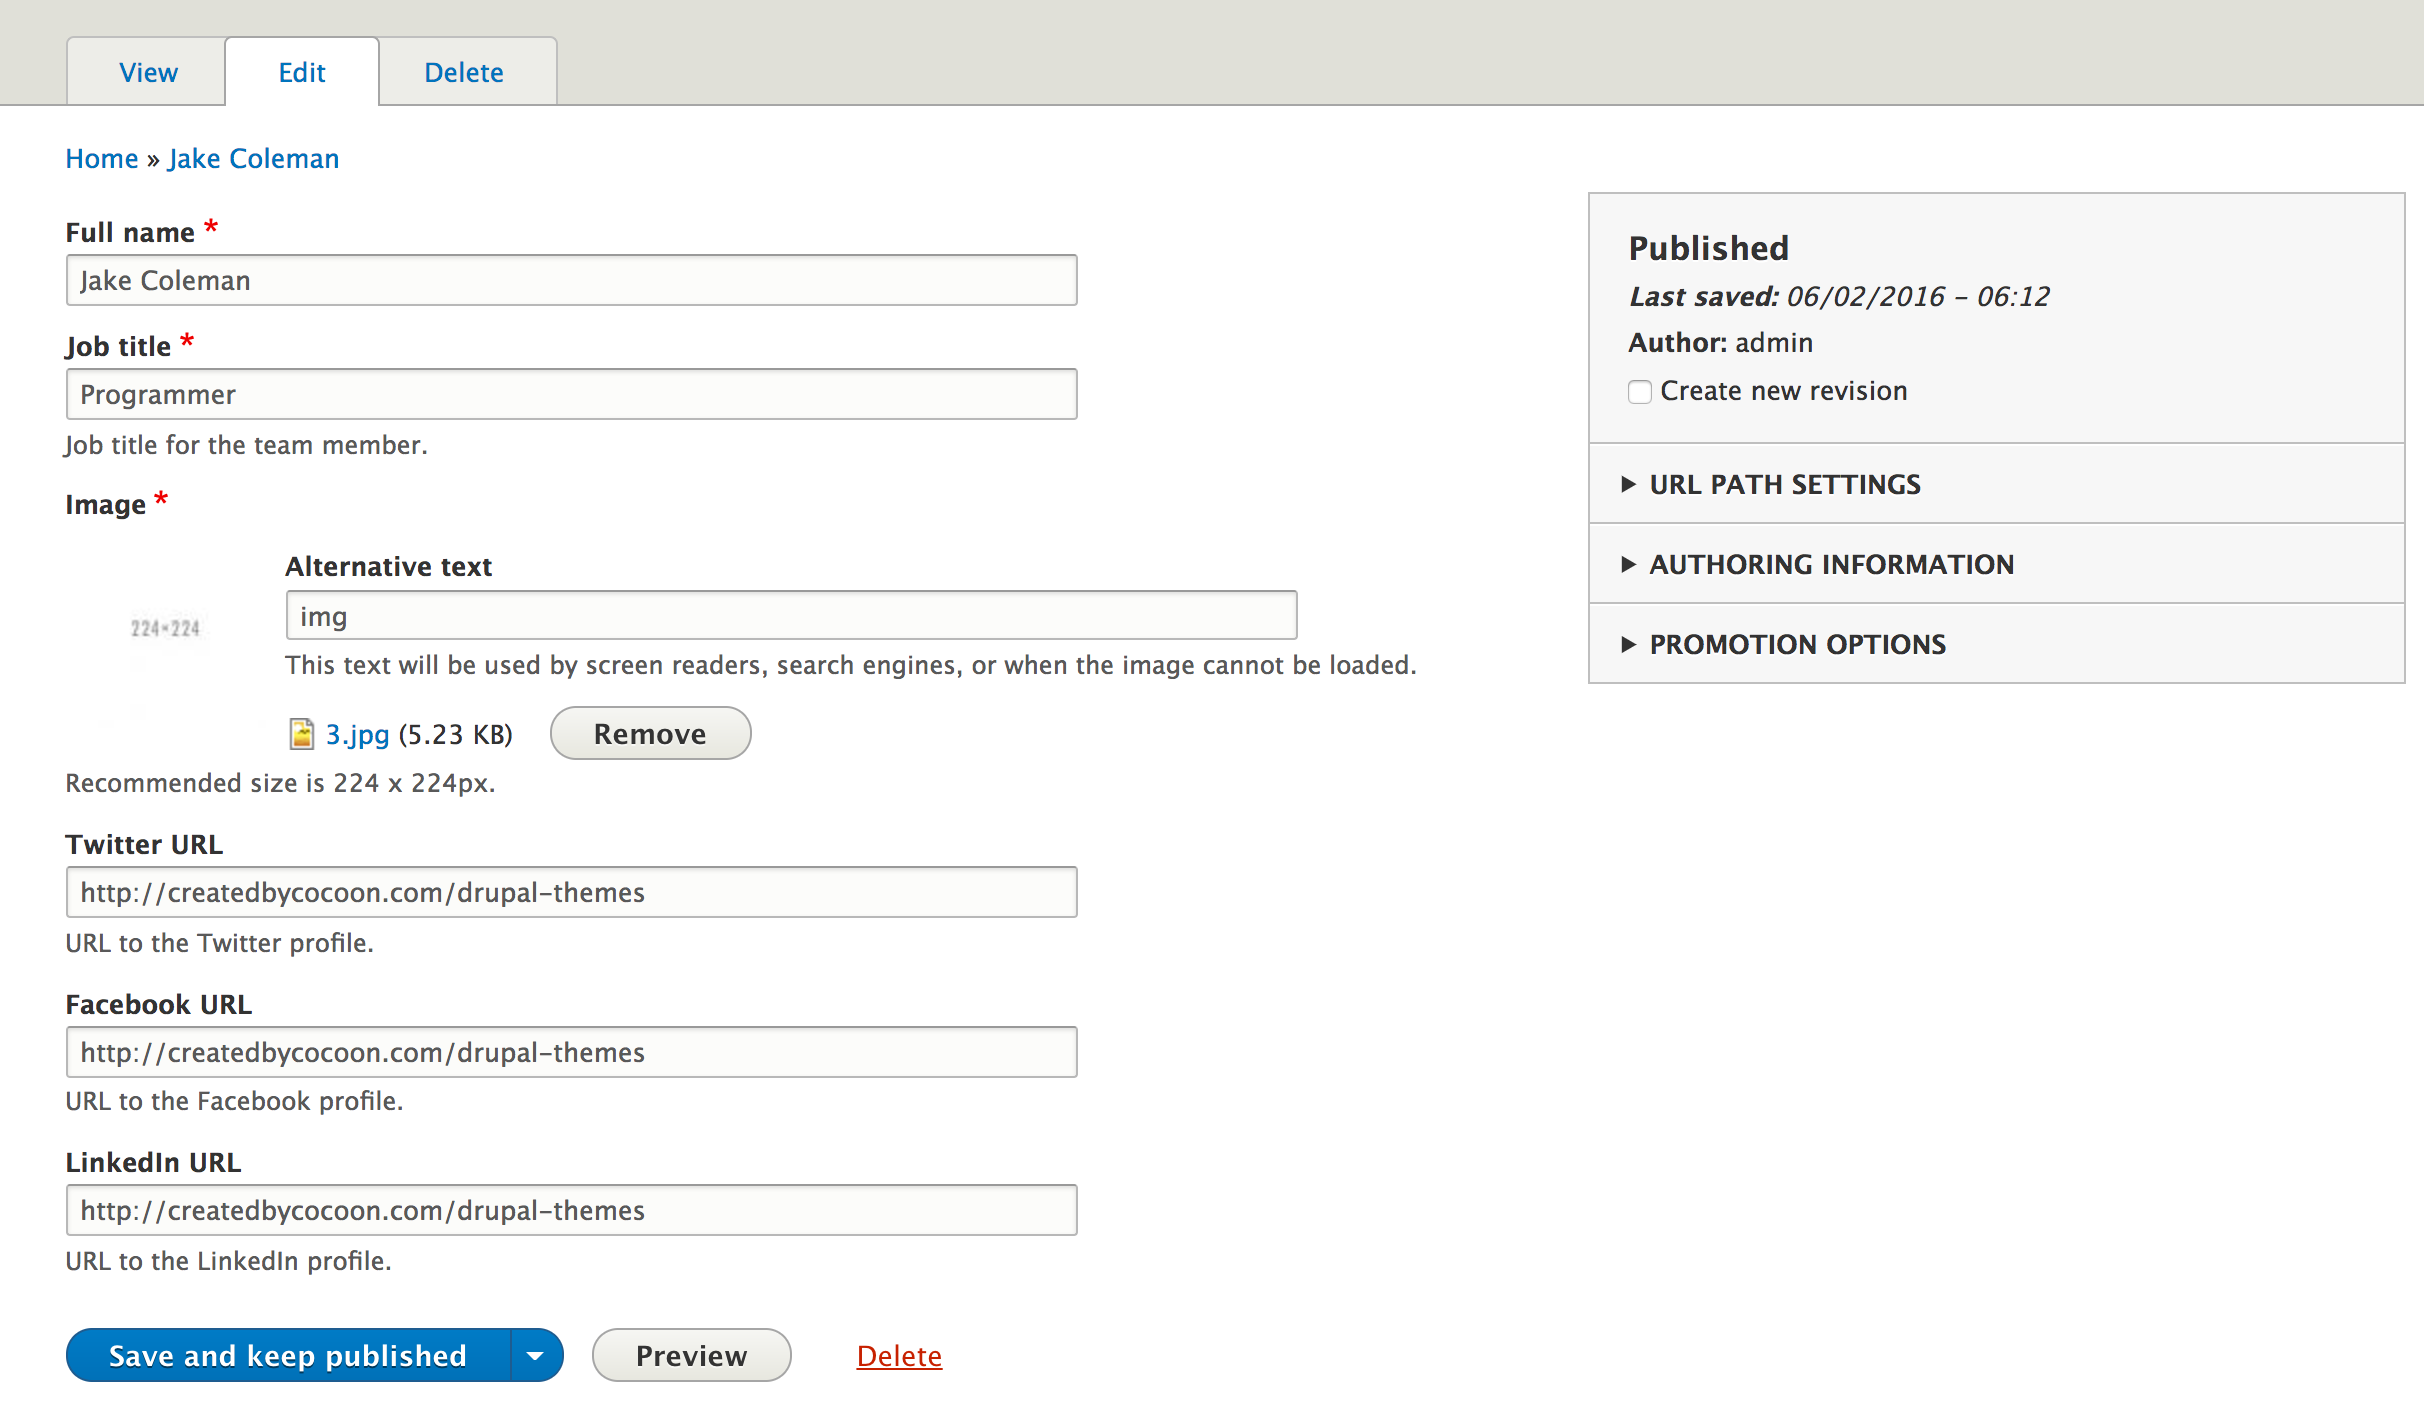 View Edit Delete
Home » Jake Coleman
Full name *
Jake Coleman
Job title *
Programmer
Job title for the team member.
Image *
224×224
Alternative text
img
This text will be used by screen readers, search engines, or when the image cannot be loaded.
3.jpg (5.23 KB) Remove
Recommended size is 224 x 224px.
Twitter URL
http://createdbycocoon.com/drupal-themes
URL to the Twitter profile.
Facebook URL
http://createdbycocoon.com/drupal-themes
URL to the Facebook profile.
LinkedIn URL
http://createdbycocoon.com/drupal-themes
URL to the LinkedIn profile.
Save and keep published Preview Delete
Published
Last saved: 06/02/2016 – 06:12
Author: admin
Create new revision
URL PATH SETTINGS
AUTHORING INFORMATION
PROMOTION OPTIONS